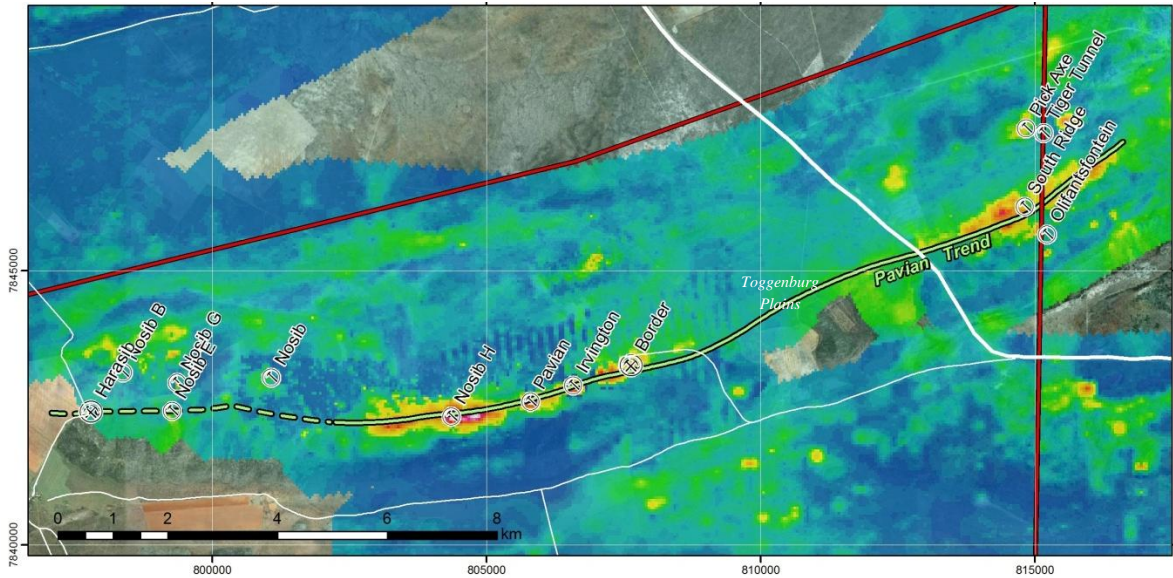 Pick Axe
Tiger Tunnel
South Ridge
Olifantsfontein
Pavian Trend
Toggenburg
Plains
Harasib
Nosib B
Nosib G
Nosib E
Nosib
Nosib H
Pavian
Irvington
Border
7845000
7840000
0 1 2 4 6 8
km
800000 805000 810000 815000